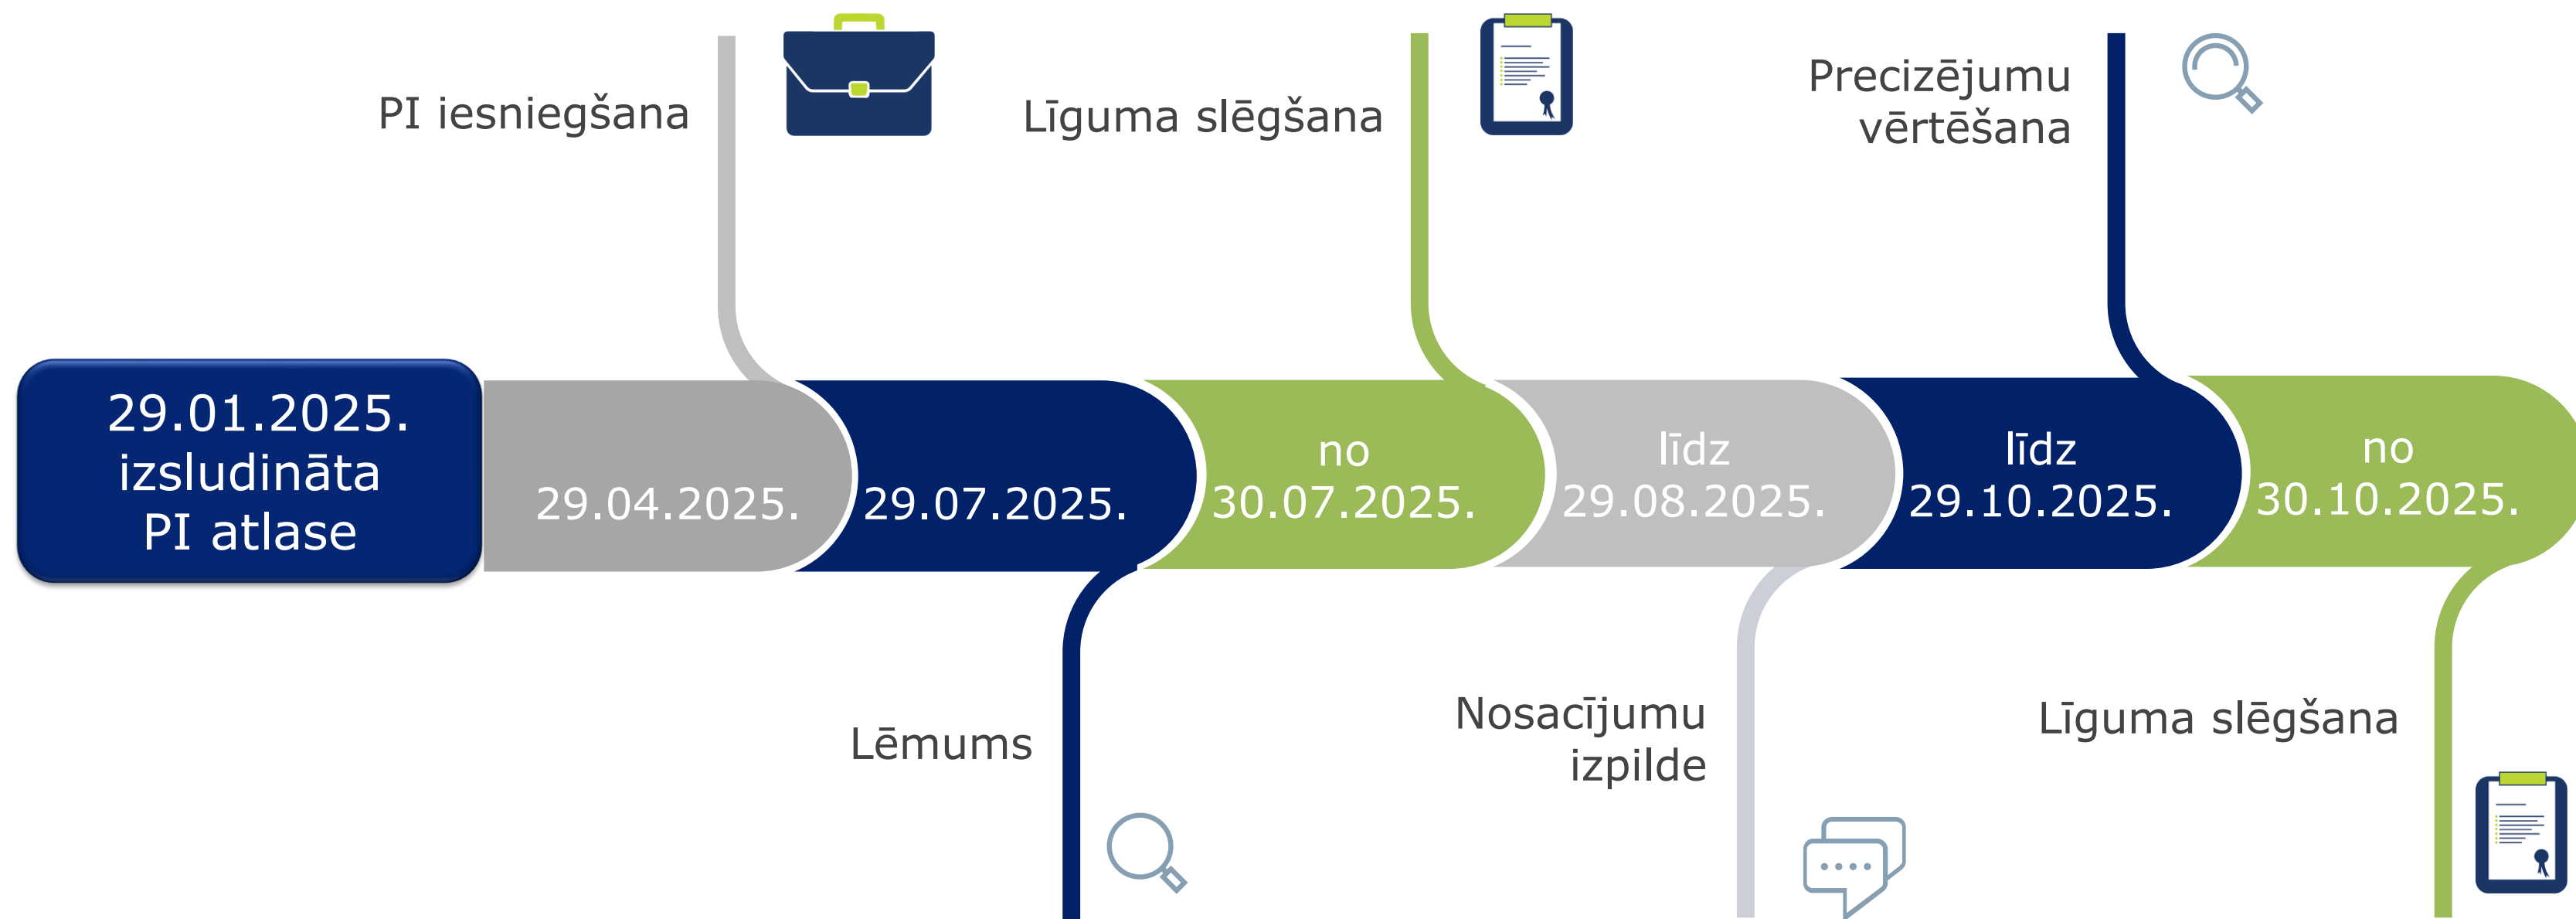 PI iesniegšana
Līguma slēgšana
Precizējumu
vērtēšana
29.01.2025.
izsludināta
PI atlase
29.04.2025.
29.07.2025.
no
30.07.2025.
līdz
29.08.2025.
līdz
29.10.2025.
no
30.10.2025.
Lēmums
Nosacījumu
izpilde
Līguma slēgšana